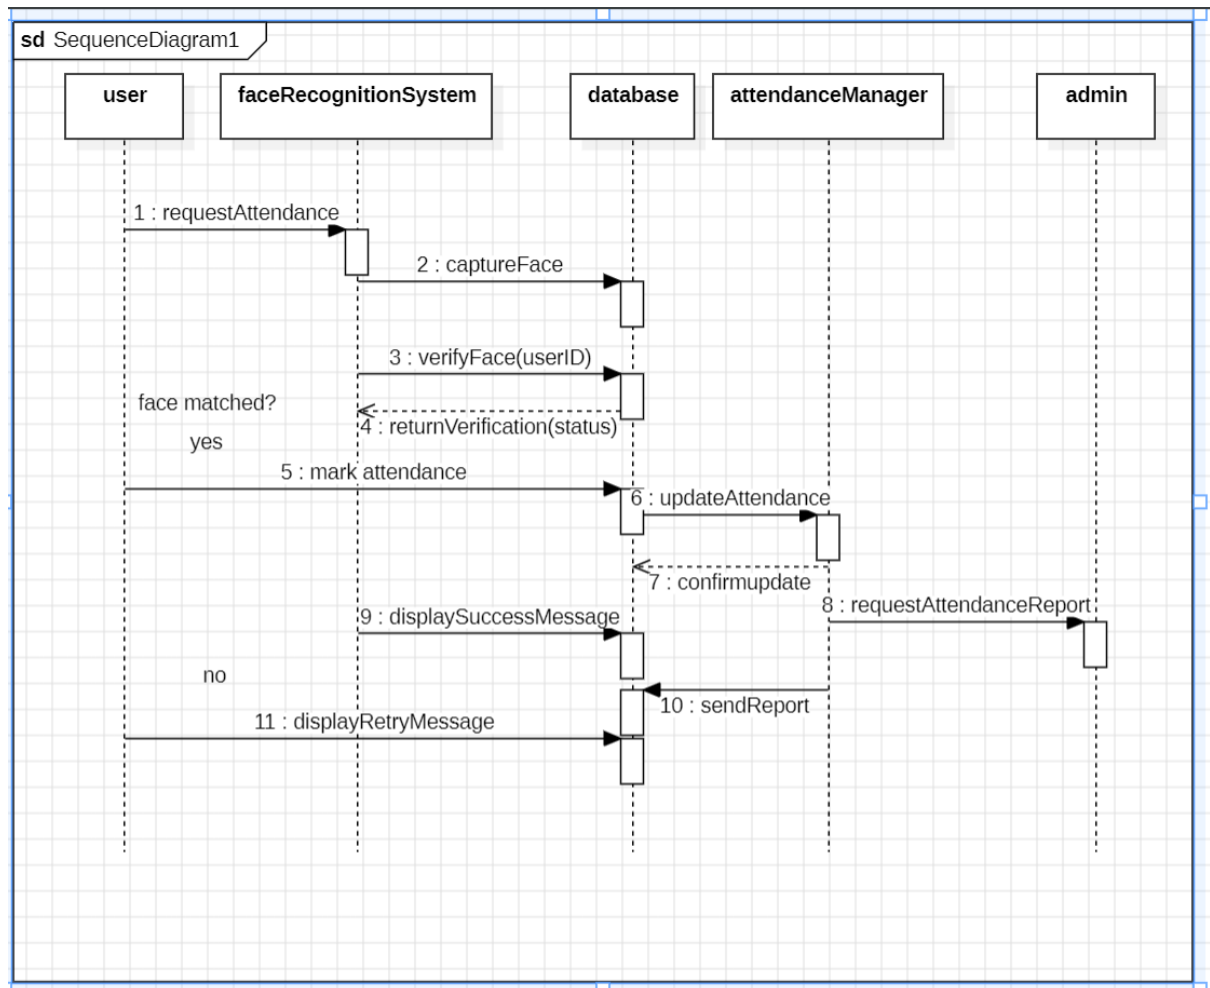 sd SequenceDiagram1
user
faceRecognitionSystem
database
attendanceManager
admin
1 : requestAttendance
2 : captureFace
3 : verifyFace(userID)
face matched?
4 : returnVerification(status)
yes
5 : mark attendance
6 : updateAttendance
7 : confirmupdate
8 : requestAttendanceReport
9 : displaySuccessMessage
no
10 : sendReport
11 : displayRetryMessage